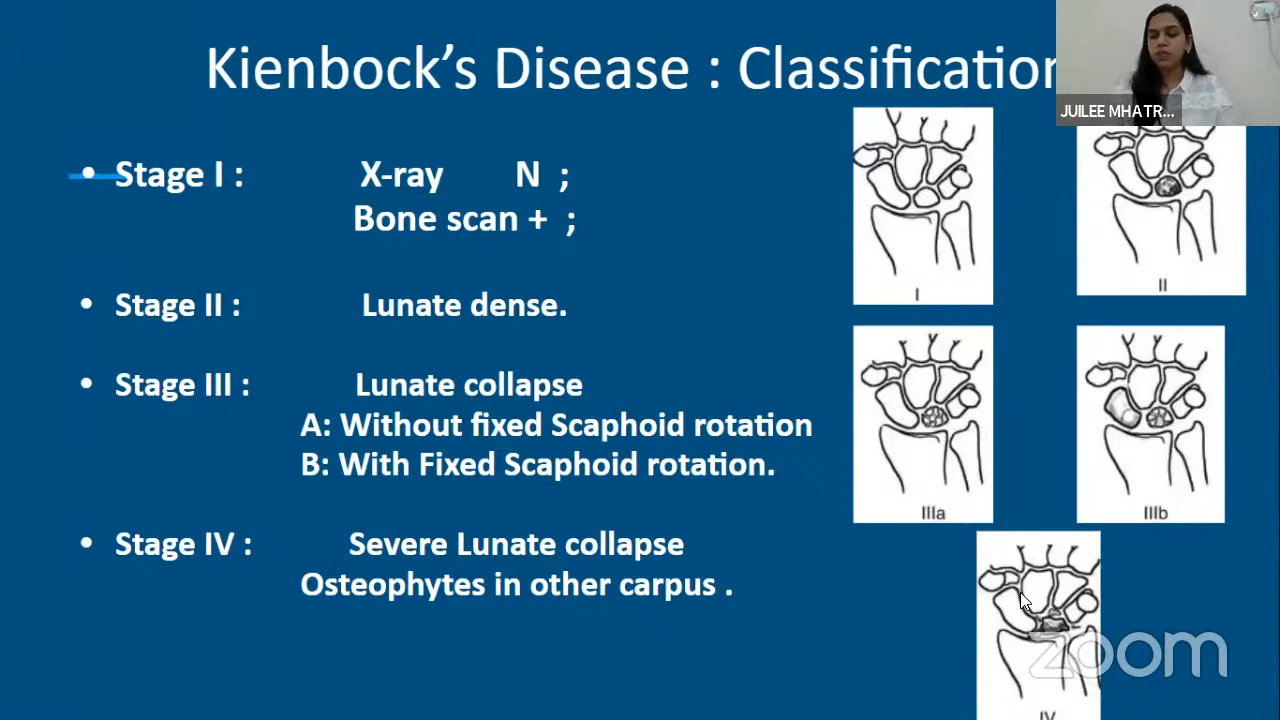 Kienbock's Disease : Classification
JUILEE MHATR...
• Stage I : X-ray N ;
Bone scan + ;
• Stage II : Lunate dense.
• Stage III : Lunate collapse
A: Without fixed Scaphoid rotation
B: With Fixed Scaphoid rotation.
• Stage IV : Severe Lunate collapse
Osteophytes in other carpus .
I
II
IIIa
IIIb
IV
zoom